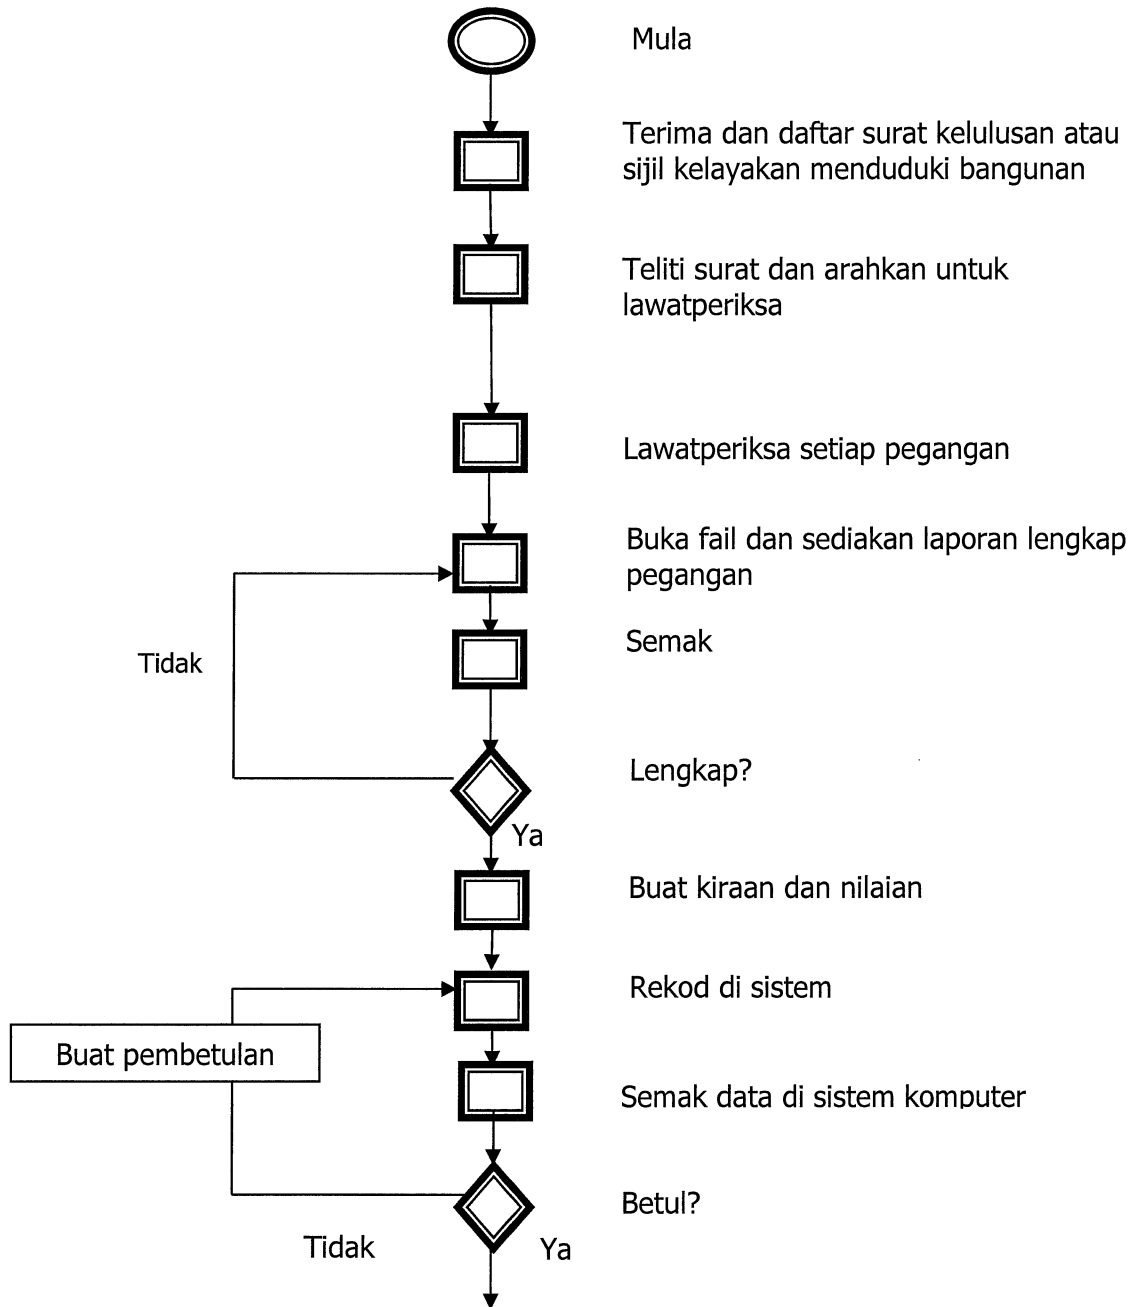 Mula
Terima dan daftar surat kelulusan atau
sijil kelayakan menduduki bangunan
Teliti surat dan arahkan untuk
lawatperiksa
Lawatperiksa setiap pegangan
Buka fail dan sediakan laporan lengkap
pegangan
Semak
Tidak
Lengkap?
Ya
Buat kiraan dan nilaian
Rekod di sistem
Buat pembetulan
Semak data di sistem komputer
Betul?
Tidak
Ya